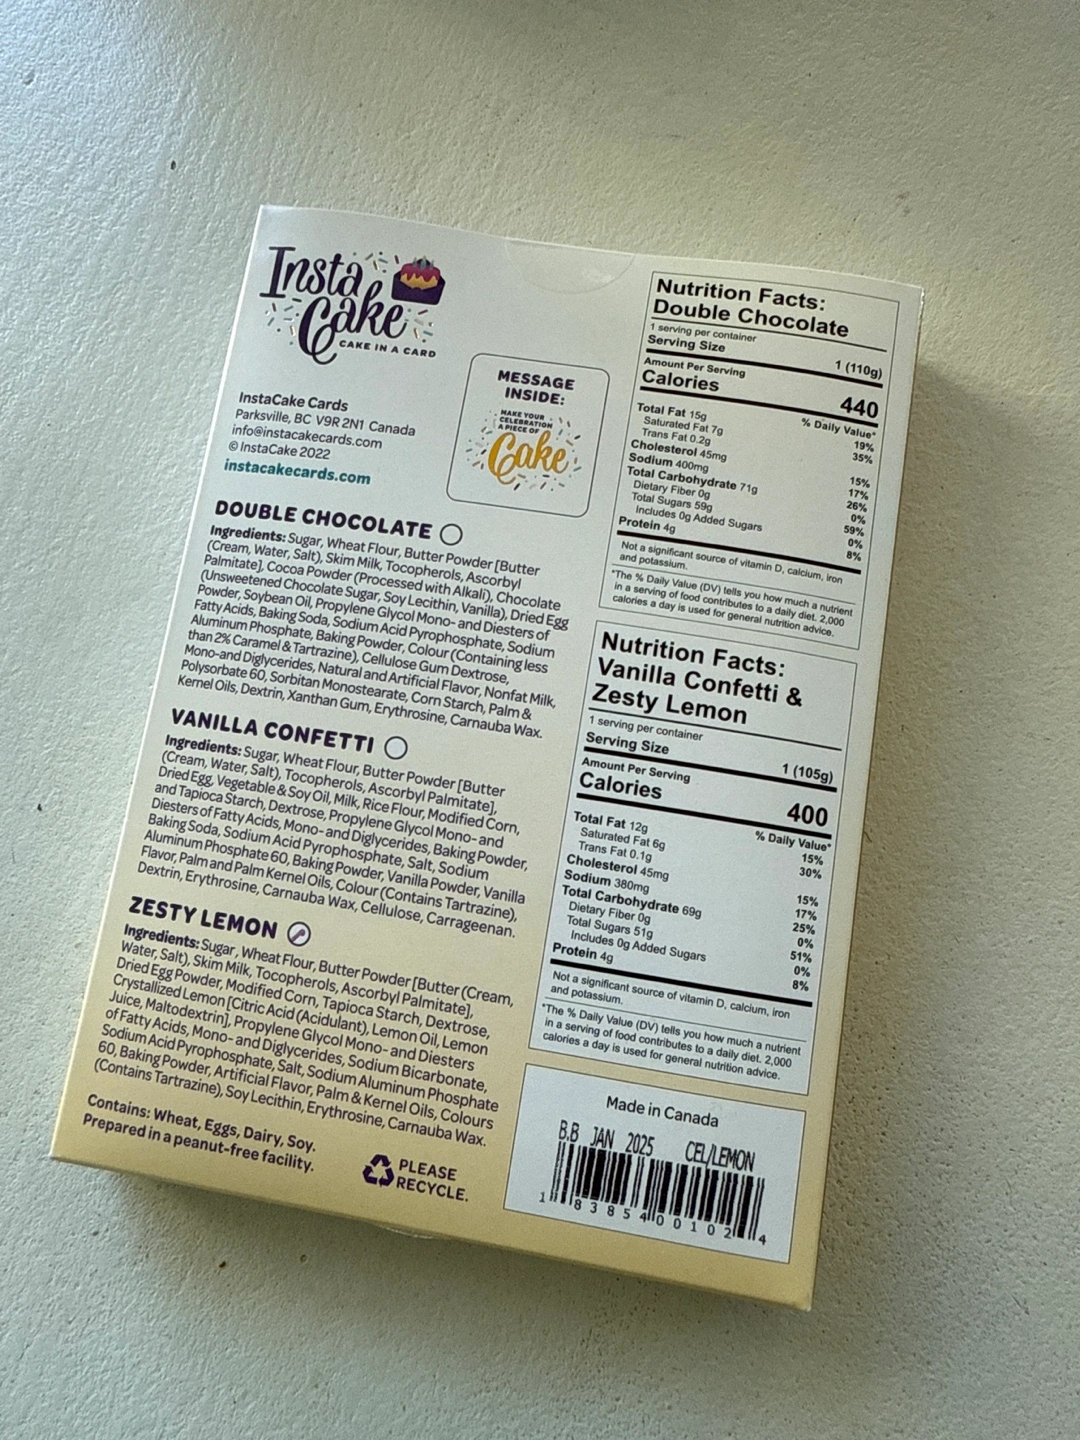 Insta
Cake
CAKE IN A CARD
InstaCake Cards
Parksville, BC V9R 2N1 Canada
info@instacakecards.com
© InstaCake 2022
instacakecards.com
MESSAGE
INSIDE:
MAKE YOUR
CELEBRATION
A PIECE OF
Cake
DOUBLE CHOCOLATE
Ingredients: Sugar, Wheat Flour, Butter Powder [Butter
(Cream, Water, Salt), Skim Milk, Tocopherols, Ascorbyl
Palmitate], Cocoa Powder (Processed with Alkali), Chocolate
(Unsweetened Chocolate Sugar, Soy Lecithin, Vanilla), Dried Egg
Powder, Soybean Oil, Propylene Glycol Mono- and Diesters of
Fatty Acids, Baking Soda, Sodium Acid Pyrophosphate, Sodium
Aluminum Phosphate, Baking Powder, Colour (Containing less
than 2% Caramel & Tartrazine), Cellulose Gum Dextrose,
Mono-and Diglycerides, Natural and Artificial Flavor, Nonfat Milk,
Polysorbate 60, Sorbitan Monostearate, Corn Starch, Palm &
Kernel Oils, Dextrin, Xanthan Gum, Erythrosine, Carnauba Wax.
VANILLA CONFETTI
Ingredients: Sugar, Wheat Flour, Butter Powder [Butter
(Cream, Water, Salt), Tocopherols, Ascorbyl Palmitate],
Dried Egg, Vegetable & Soy Oil, Milk, Rice Flour, Modified Corn,
and Tapioca Starch, Dextrose, Propylene Glycol Mono- and
Diesters of Fatty Acids, Mono- and Diglycerides, Baking Powder,
Baking Soda, Sodium Acid Pyrophosphate, Salt, Sodium
Aluminum Phosphate 60, Baking Powder, Vanilla Powder, Vanilla
Flavor, Palm and Palm Kernel Oils, Colour (Contains Tartrazine),
Dextrin, Erythrosine, Carnauba Wax, Cellulose, Carrageenan.
ZESTY LEMON
Ingredients: Sugar, Wheat Flour, Butter Powder [Butter (Cream,
Water, Salt), Skim Milk, Tocopherols, Ascorbyl Palmitate],
Dried Egg Powder, Modified Corn, Tapioca Starch, Dextrose,
Crystallized Lemon [Citric Acid (Acidulant), Lemon Oil, Lemon
Juice, Maltodextrin], Propylene Glycol Mono- and Diesters
of Fatty Acids, Mono- and Diglycerides, Sodium Bicarbonate,
Sodium Acid Pyrophosphate, Salt, Sodium Aluminum Phosphate
60, Baking Powder, Artificial Flavor, Palm & Kernel Oils, Colours
(Contains Tartrazine), Soy Lecithin, Erythrosine, Carnauba Wax.
Contains: Wheat, Eggs, Dairy, Soy.
Prepared in a peanut-free facility.
PLEASE
RECYCLE.
Nutrition Facts:
Double Chocolate
1 serving per container
Serving Size 1 (110g)
Amount Per Serving
Calories 440
% Daily Value*
Total Fat 15g 19%
Saturated Fat 7g 35%
Trans Fat 0.2g
Cholesterol 45mg 15%
Sodium 400mg 17%
Total Carbohydrate 71g 26%
Dietary Fiber 0g 0%
Total Sugars 59g 59%
Includes 0g Added Sugars 0%
Protein 4g 8%
Not a significant source of vitamin D, calcium, iron
and potassium.
*The % Daily Value (DV) tells you how much a nutrient
in a serving of food contributes to a daily diet. 2,000
calories a day is used for general nutrition advice.
Nutrition Facts:
Vanilla Confetti &
Zesty Lemon
1 serving per container
Serving Size 1 (105g)
Amount Per Serving
Calories 400
% Daily Value*
Total Fat 12g 15%
Saturated Fat 6g 30%
Trans Fat 0.1g
Cholesterol 45mg 15%
Sodium 380mg 17%
Total Carbohydrate 69g 25%
Dietary Fiber 0g 0%
Total Sugars 51g 51%
Includes 0g Added Sugars 0%
Protein 4g 8%
Not a significant source of vitamin D, calcium, iron
and potassium.
*The % Daily Value (DV) tells you how much a nutrient
in a serving of food contributes to a daily diet. 2,000
calories a day is used for general nutrition advice.
Made in Canada
B.B JAN 2025 CEL/LEMON
1 83854 00102 4